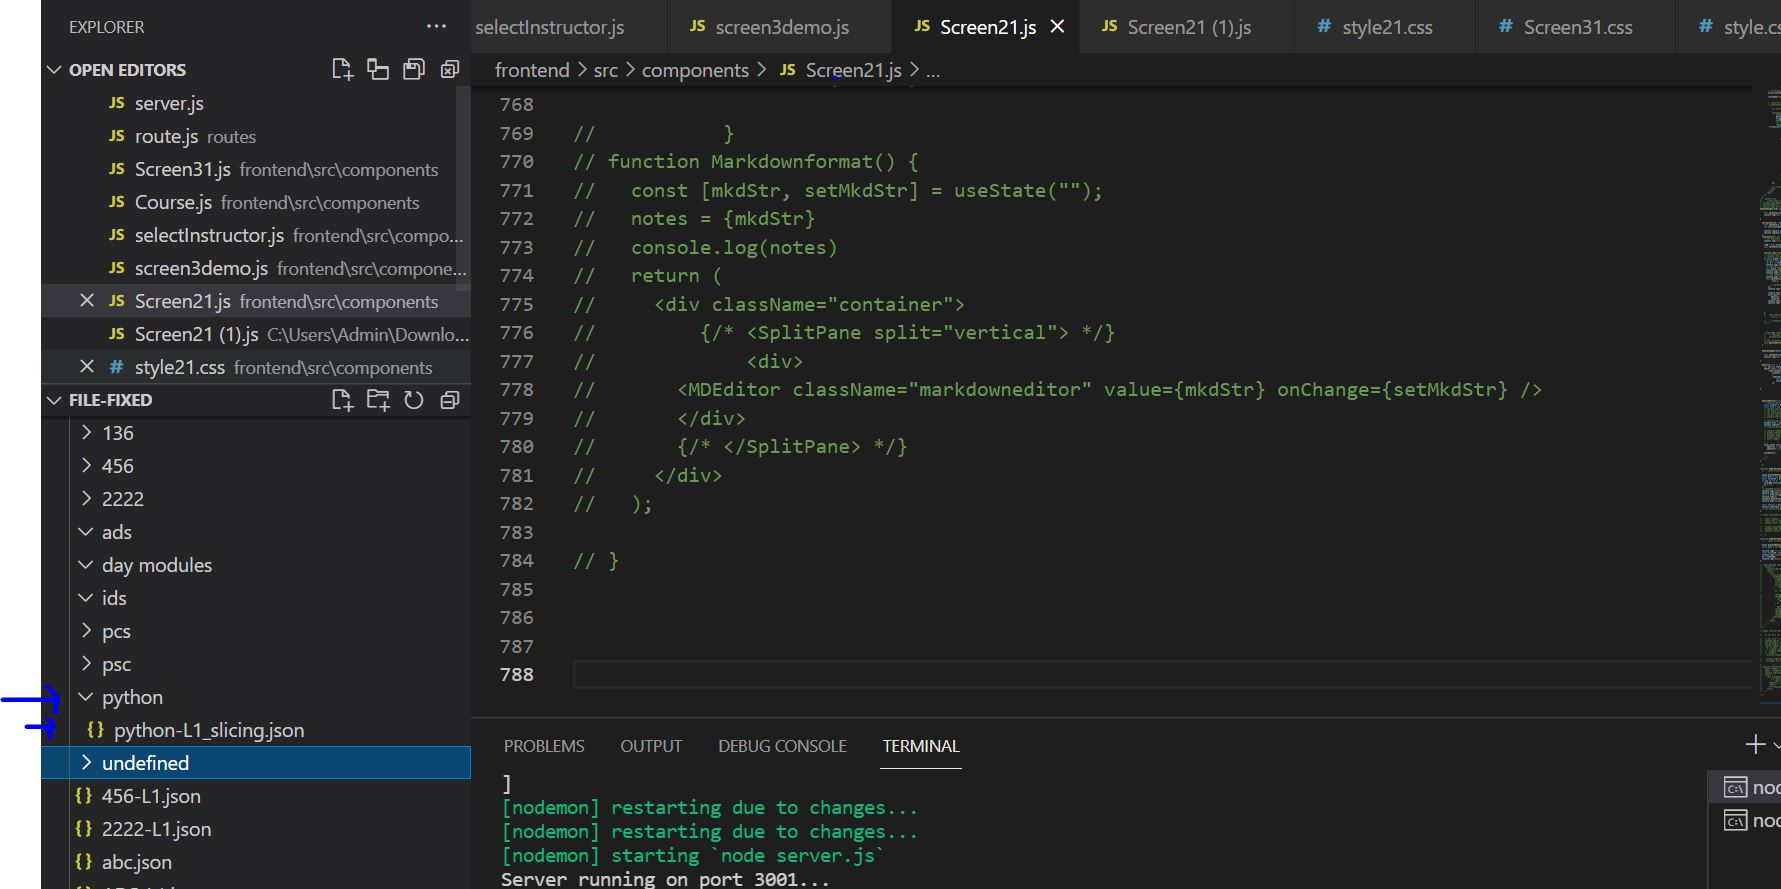 EXPLORER
OPEN EDITORS
JS server.js
JS route.js routes
JS Screen31.js frontend\src\components
JS Course.js frontend\src\components
JS selectInstructor.js frontend\src\compo...
JS screen3demo.js frontend\src\compone...
JS Screen21.js frontend\src\components
JS Screen21 (1).js C:\Users\Admin\Downlo...
# style21.css frontend\src\components
FILE-FIXED
136
456
2222
ads
day modules
ids
pcs
psc
python
{} python-L1_slicing.json
undefined
{} 456-L1.json
{} 2222-L1.json
{} abc.json
selectInstructor.js JS screen3demo.js JS Screen21.js JS Screen21 (1).js # style21.css # Screen31.css # style.cs
frontend > src > components > JS Screen21.js > ...
768
769 // }
770 // function Markdownformat() {
771 // const [mkdStr, setMkdStr] = useState("");
772 // notes = {mkdStr}
773 // console.log(notes)
774 // return (
775 // <div className="container">
776 // {/* <SplitPane split="vertical"> */}
777 // <div>
778 // <MDEditor className="markdowneditor" value={mkdStr} onChange={setMkdStr} />
779 // </div>
780 // {/* </SplitPane> */}
781 // </div>
782 // );
783
784 // }
785
786
787
788
PROBLEMS OUTPUT DEBUG CONSOLE TERMINAL
]
[nodemon] restarting due to changes...
[nodemon] restarting due to changes...
[nodemon] starting `node server.js`
Server running on port 3001...
noc
noc